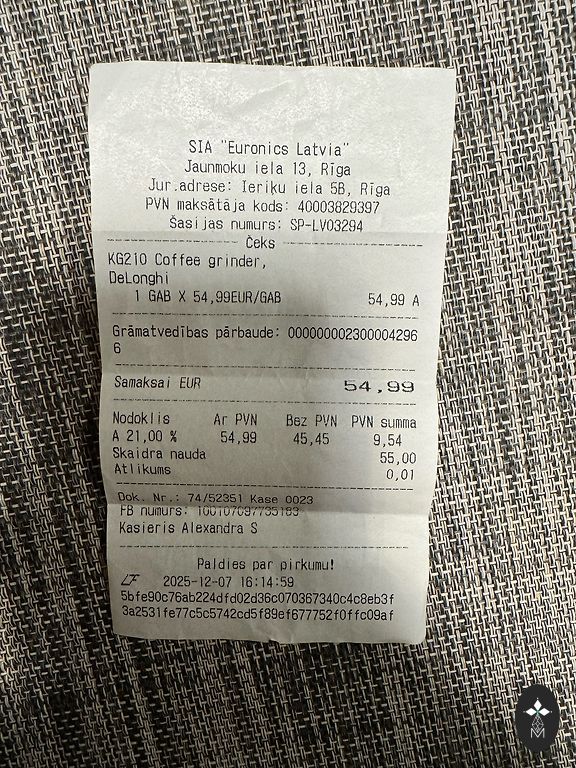 SIA "Euronics Latvia"
Jaunmoku iela 13, Rīga
Jur.adrese: Ieriķu iela 5B, Rīga
PVN maksātāja kods: 40003829397
Šasijas numurs: SP-LV03294
Čeks
KG210 Coffee grinder,
DeLonghi
1 GAB X 54,99EUR/GAB 54,99 A
Grāmatvedības pārbaude: 000000002300004296
6
Samaksai EUR 54,99
Nodoklis Ar PVN Bez PVN PVN summa
A 21,00 % 54,99 45,45 9,54
Skaidra nauda 55,00
Atlikums 0,01
Dok. Nr.: 74/52351 Kase 0023
FB numurs:
Kasieris Alexandra S
Paldies par pirkumu!
LF 2025-12-07 16:14:59
5bfe90c76ab224dfd02d36c070367340c4c8eb3f
3a2531fe77c5c5742cd5f89ef677752f0ffc09af
M